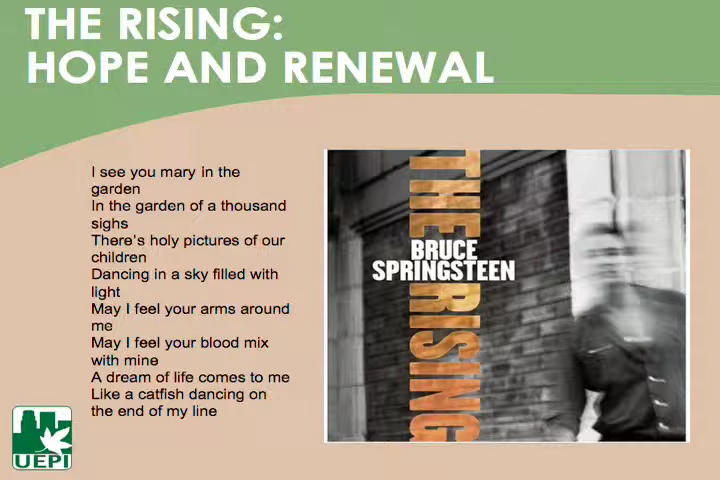 THE RISING:
HOPE AND RENEWAL
I see you mary in the
garden
In the garden of a thousand
sighs
There's holy pictures of our
children
Dancing in a sky filled with
light
May I feel your arms around
me
May I feel your blood mix
with mine
A dream of life comes to me
Like a catfish dancing on
the end of my line
THE RISING
BRUCE
SPRINGSTEEN
UEPI